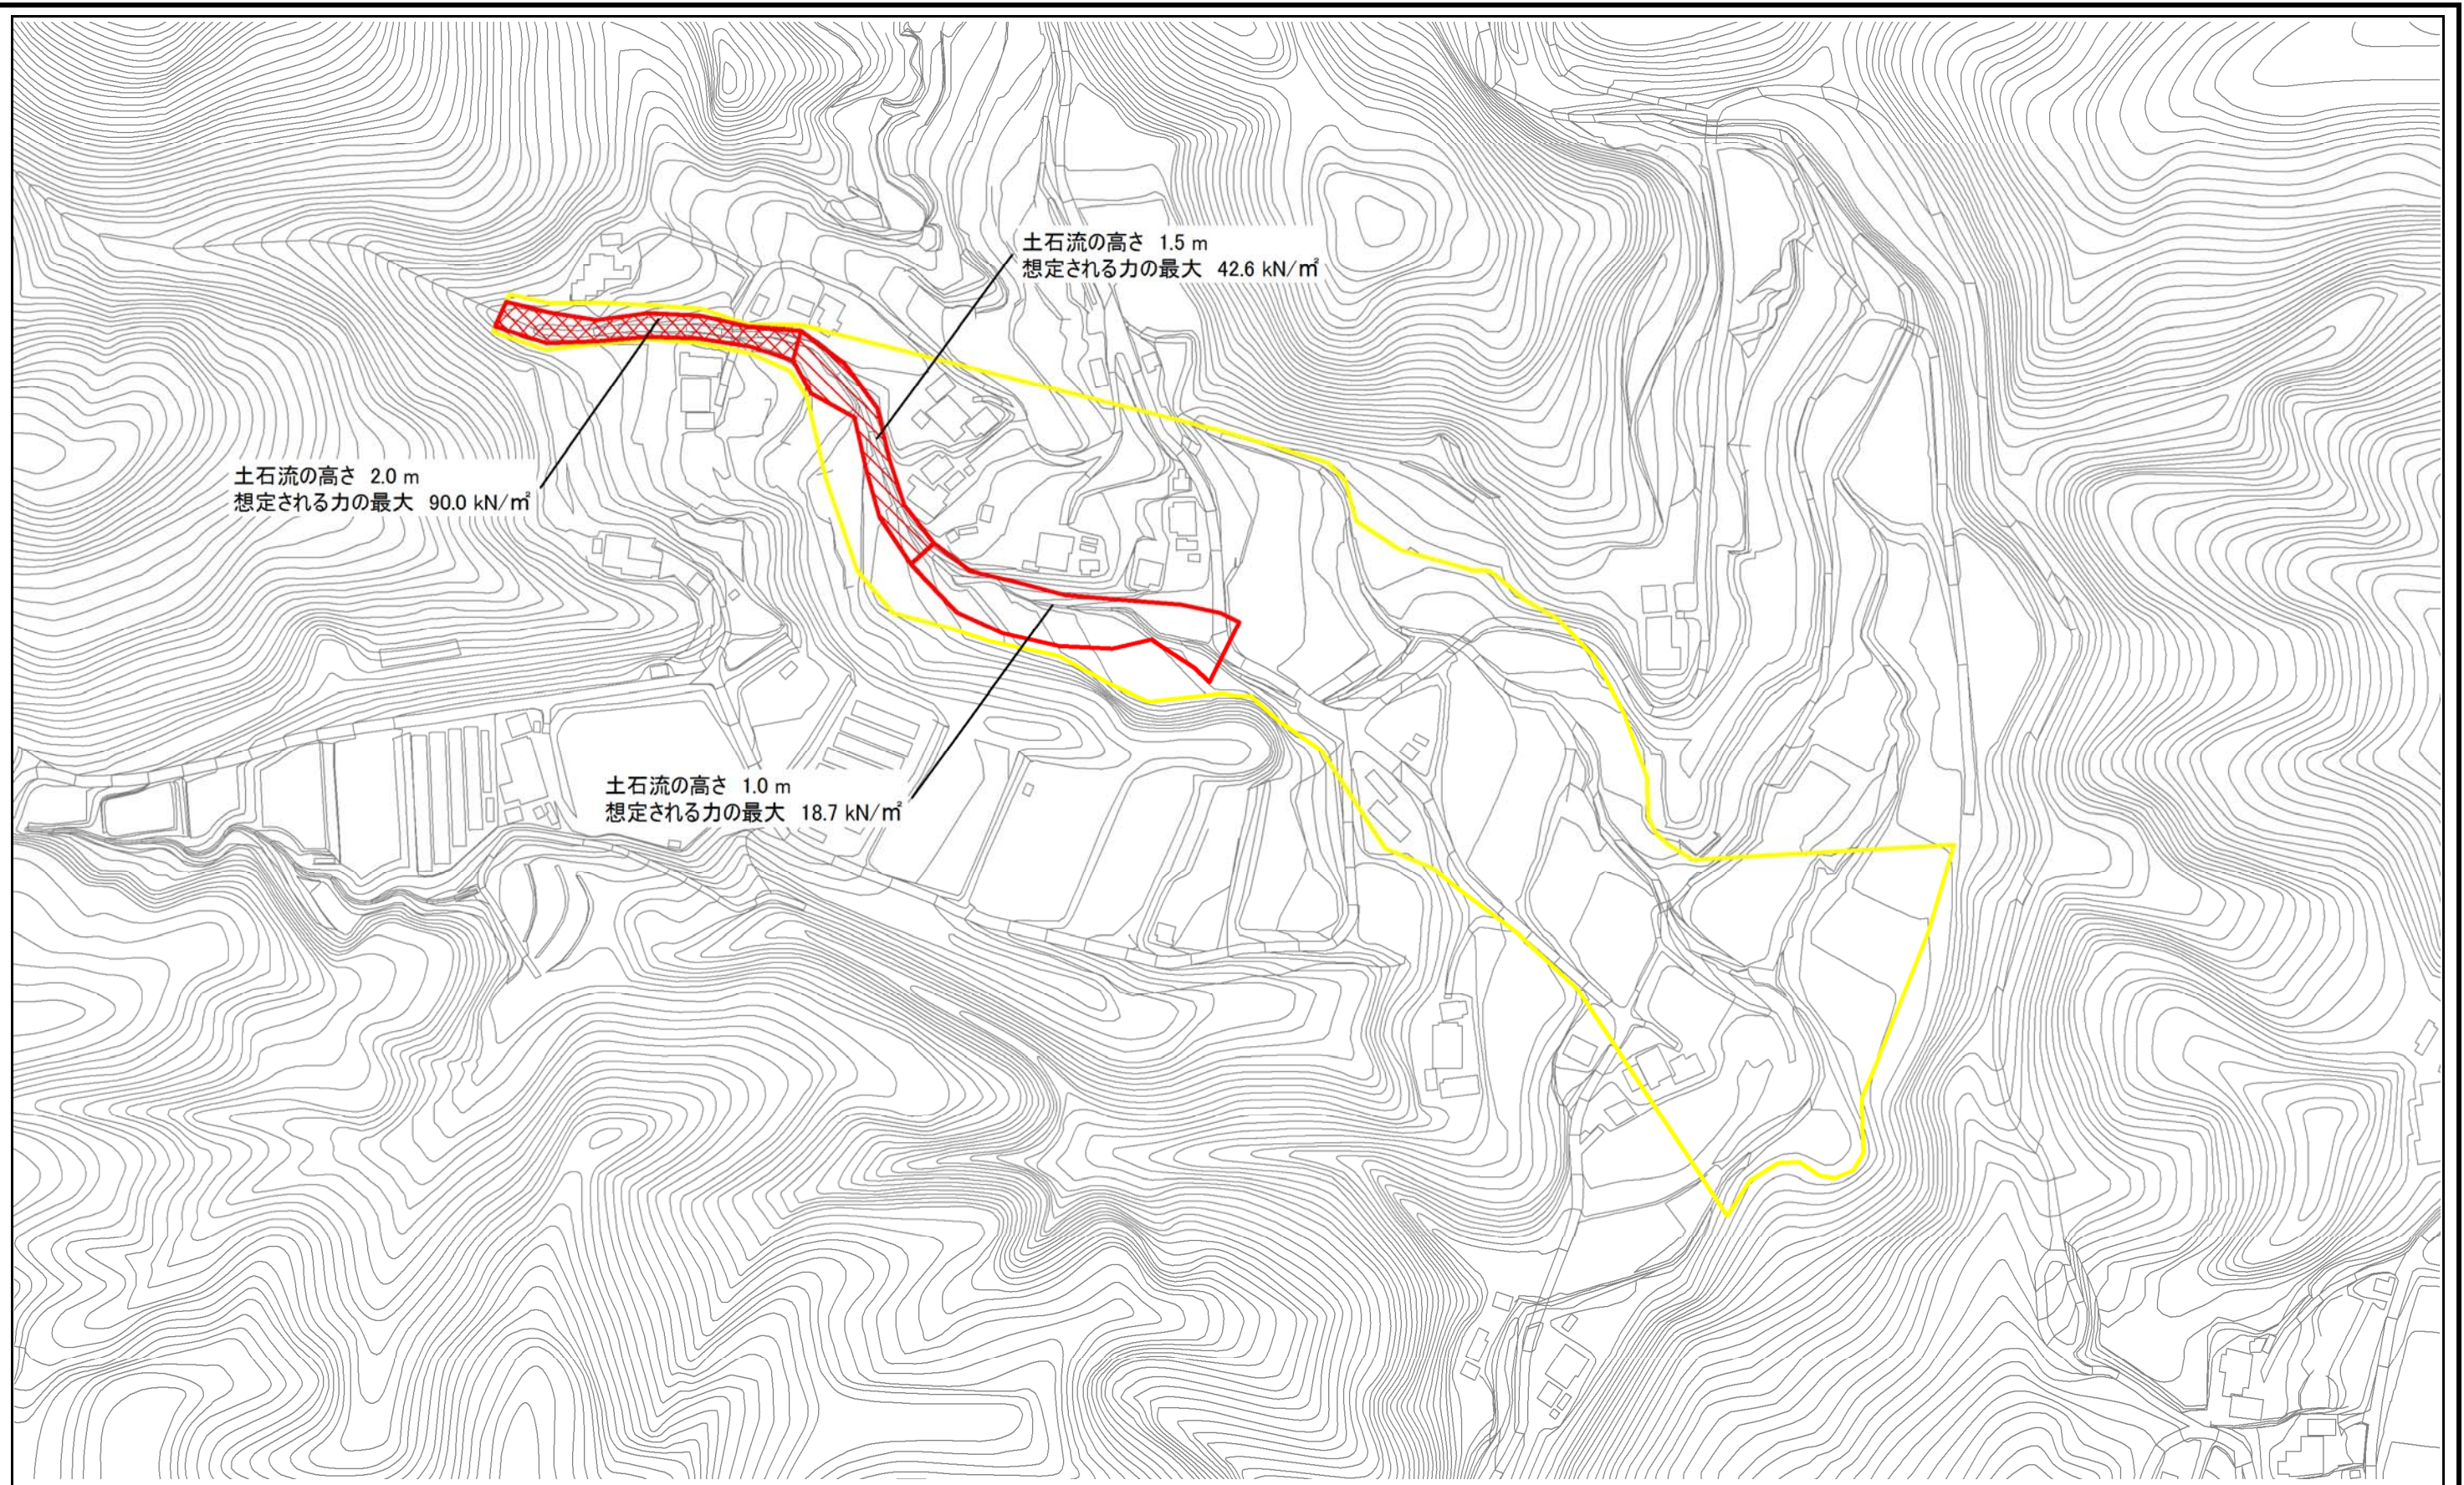 土石流の高さ 1.5 m
想定される力の最大 42.6 kN/㎡
土石流の高さ 2.0 m
想定される力の最大 90.0 kN/㎡
土石流の高さ 1.0 m
想定される力の最大 18.7 kN/㎡